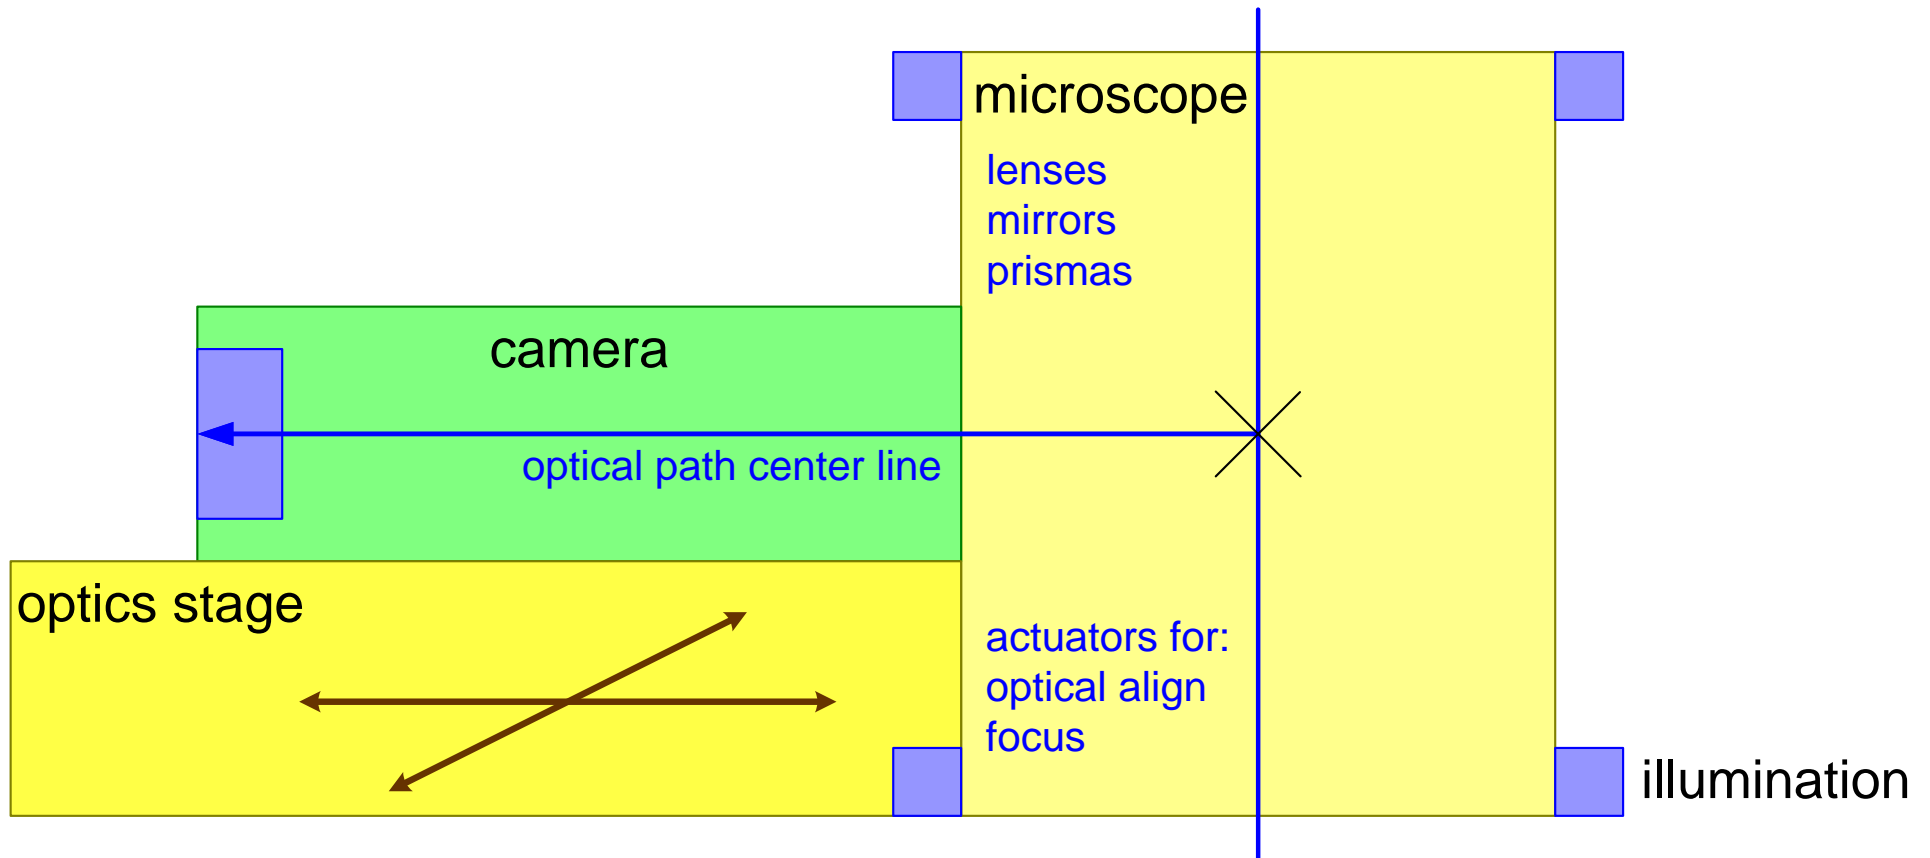 microscope
lenses
mirrors
prismas
camera
optical path center line
optics stage
actuators for:
optical align
focus
illumination